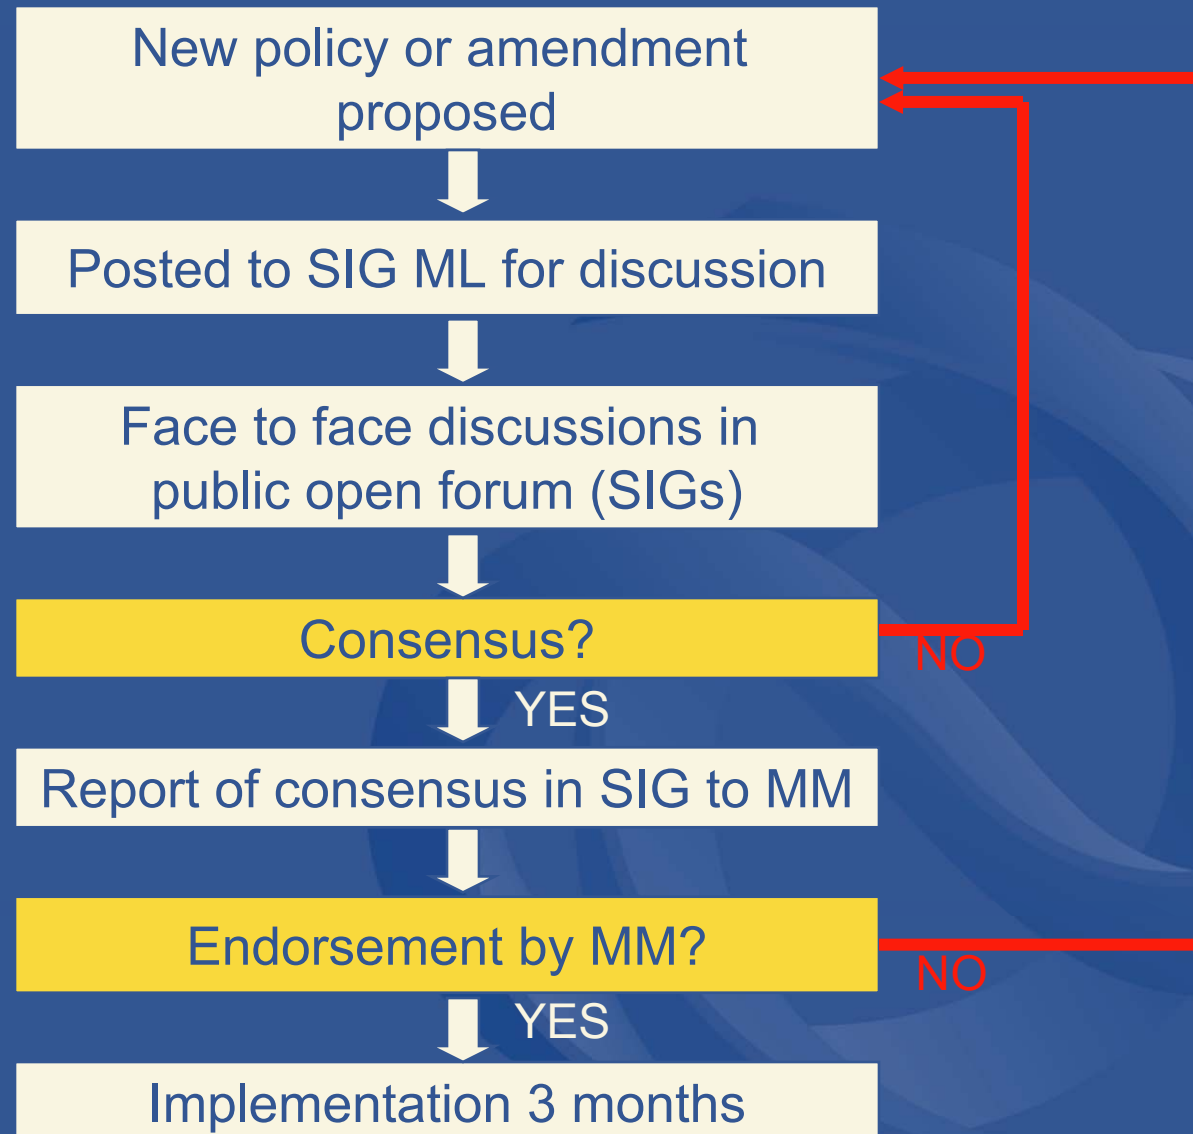 New policy or amendment
proposed
Posted to SIG ML for discussion
Face to face discussions in
public open forum (SIGs)
Consensus?
NO
YES
Report of consensus in SIG to MM
Endorsement by MM?
NO
YES
Implementation 3 months